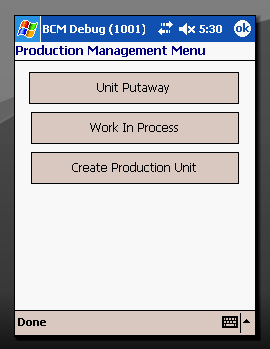 BCM Debug (1001) 5:30 ok
Production Management Menu
Unit Putaway
Work In Process
Create Production Unit
Done